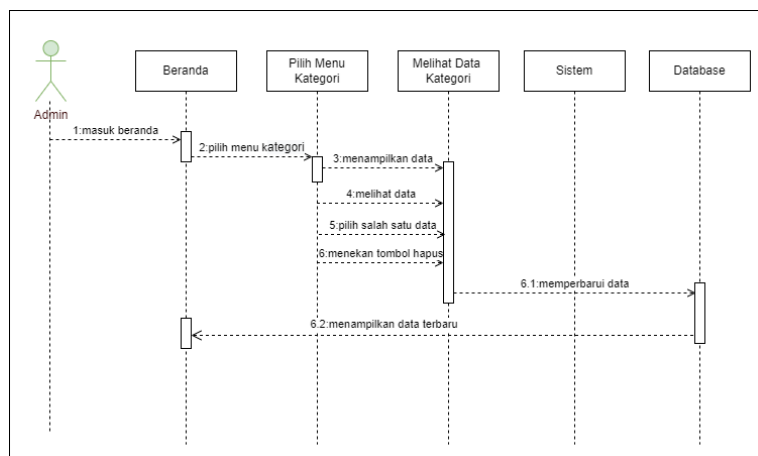 Beranda
Pilih Menu
Kategori
Melihat Data
Kategori
Sistem
Database
Admin
1:masuk beranda
2:pilih menu kategori
3:menampilkan data
4:melihat data
5:pilih salah satu data
6:menekan tombol hapus
6.1:memperbarui data
6.2:menampilkan data terbaru